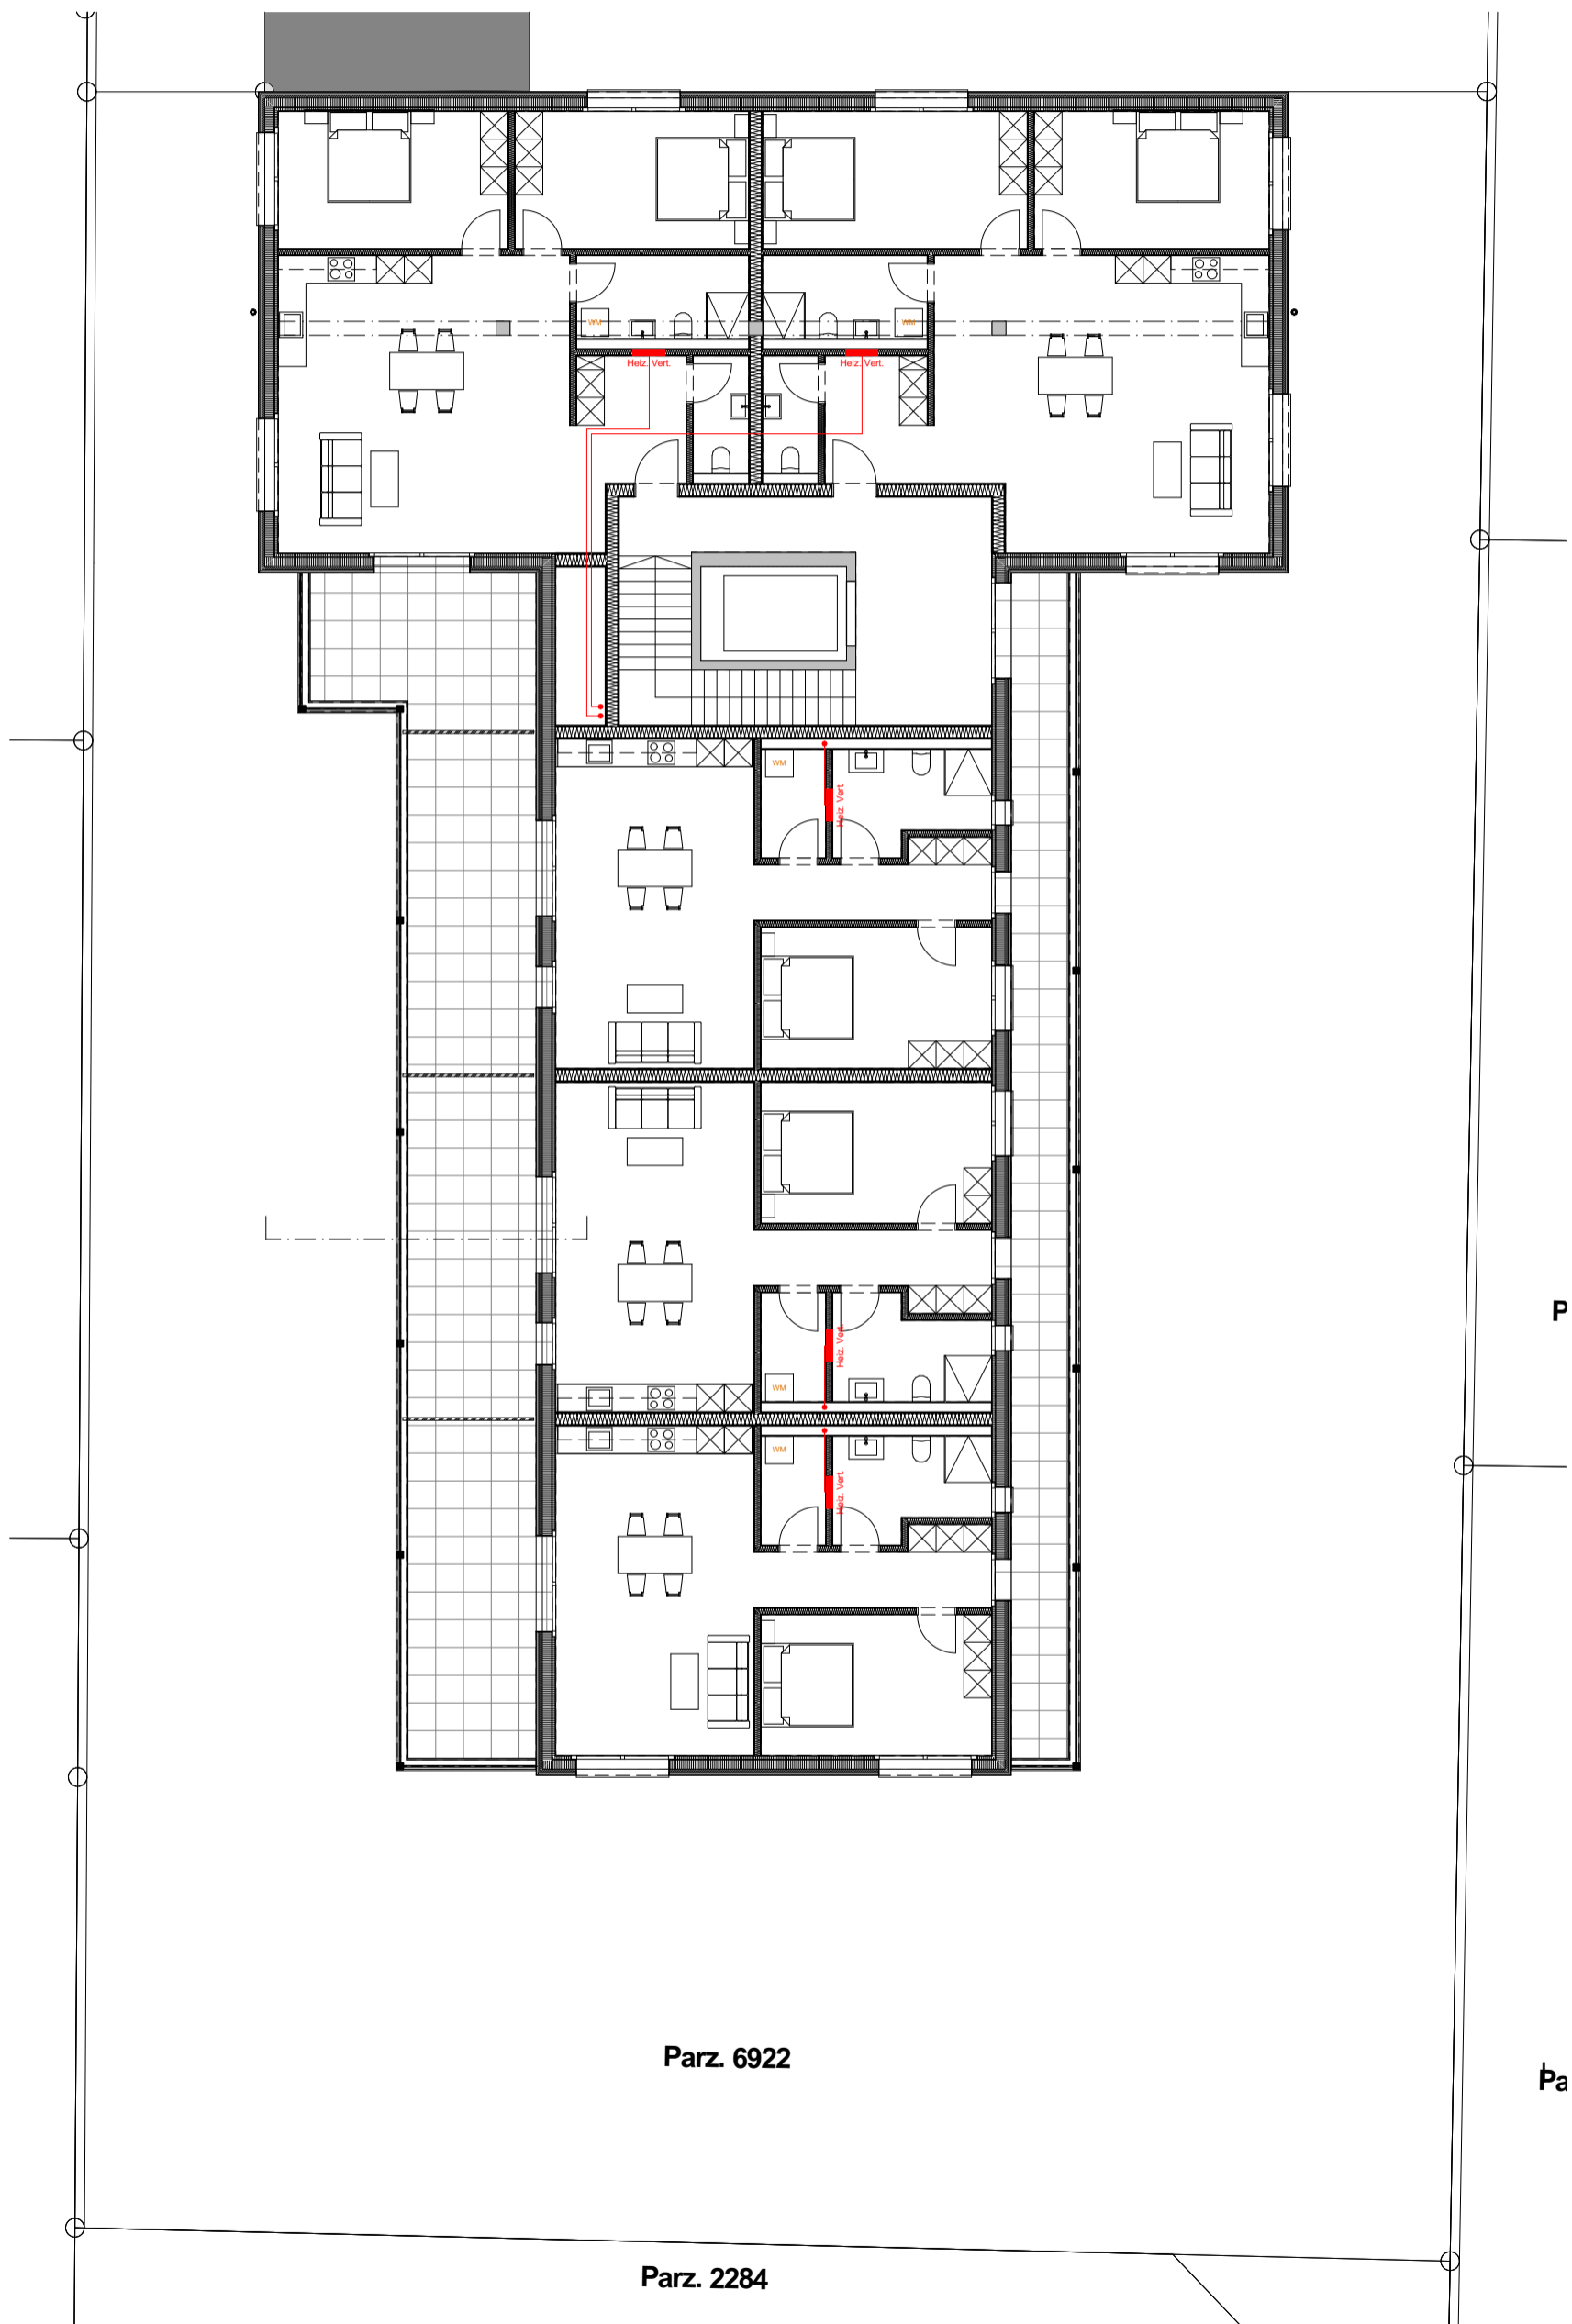 WM
WM
Heiz. Vert.
Heiz. Vert.
WM
Heiz. Vert.
P
Heiz. Vert.
WM
WM
Heiz. Vert.
Parz. 6922
Pa
Parz. 2284